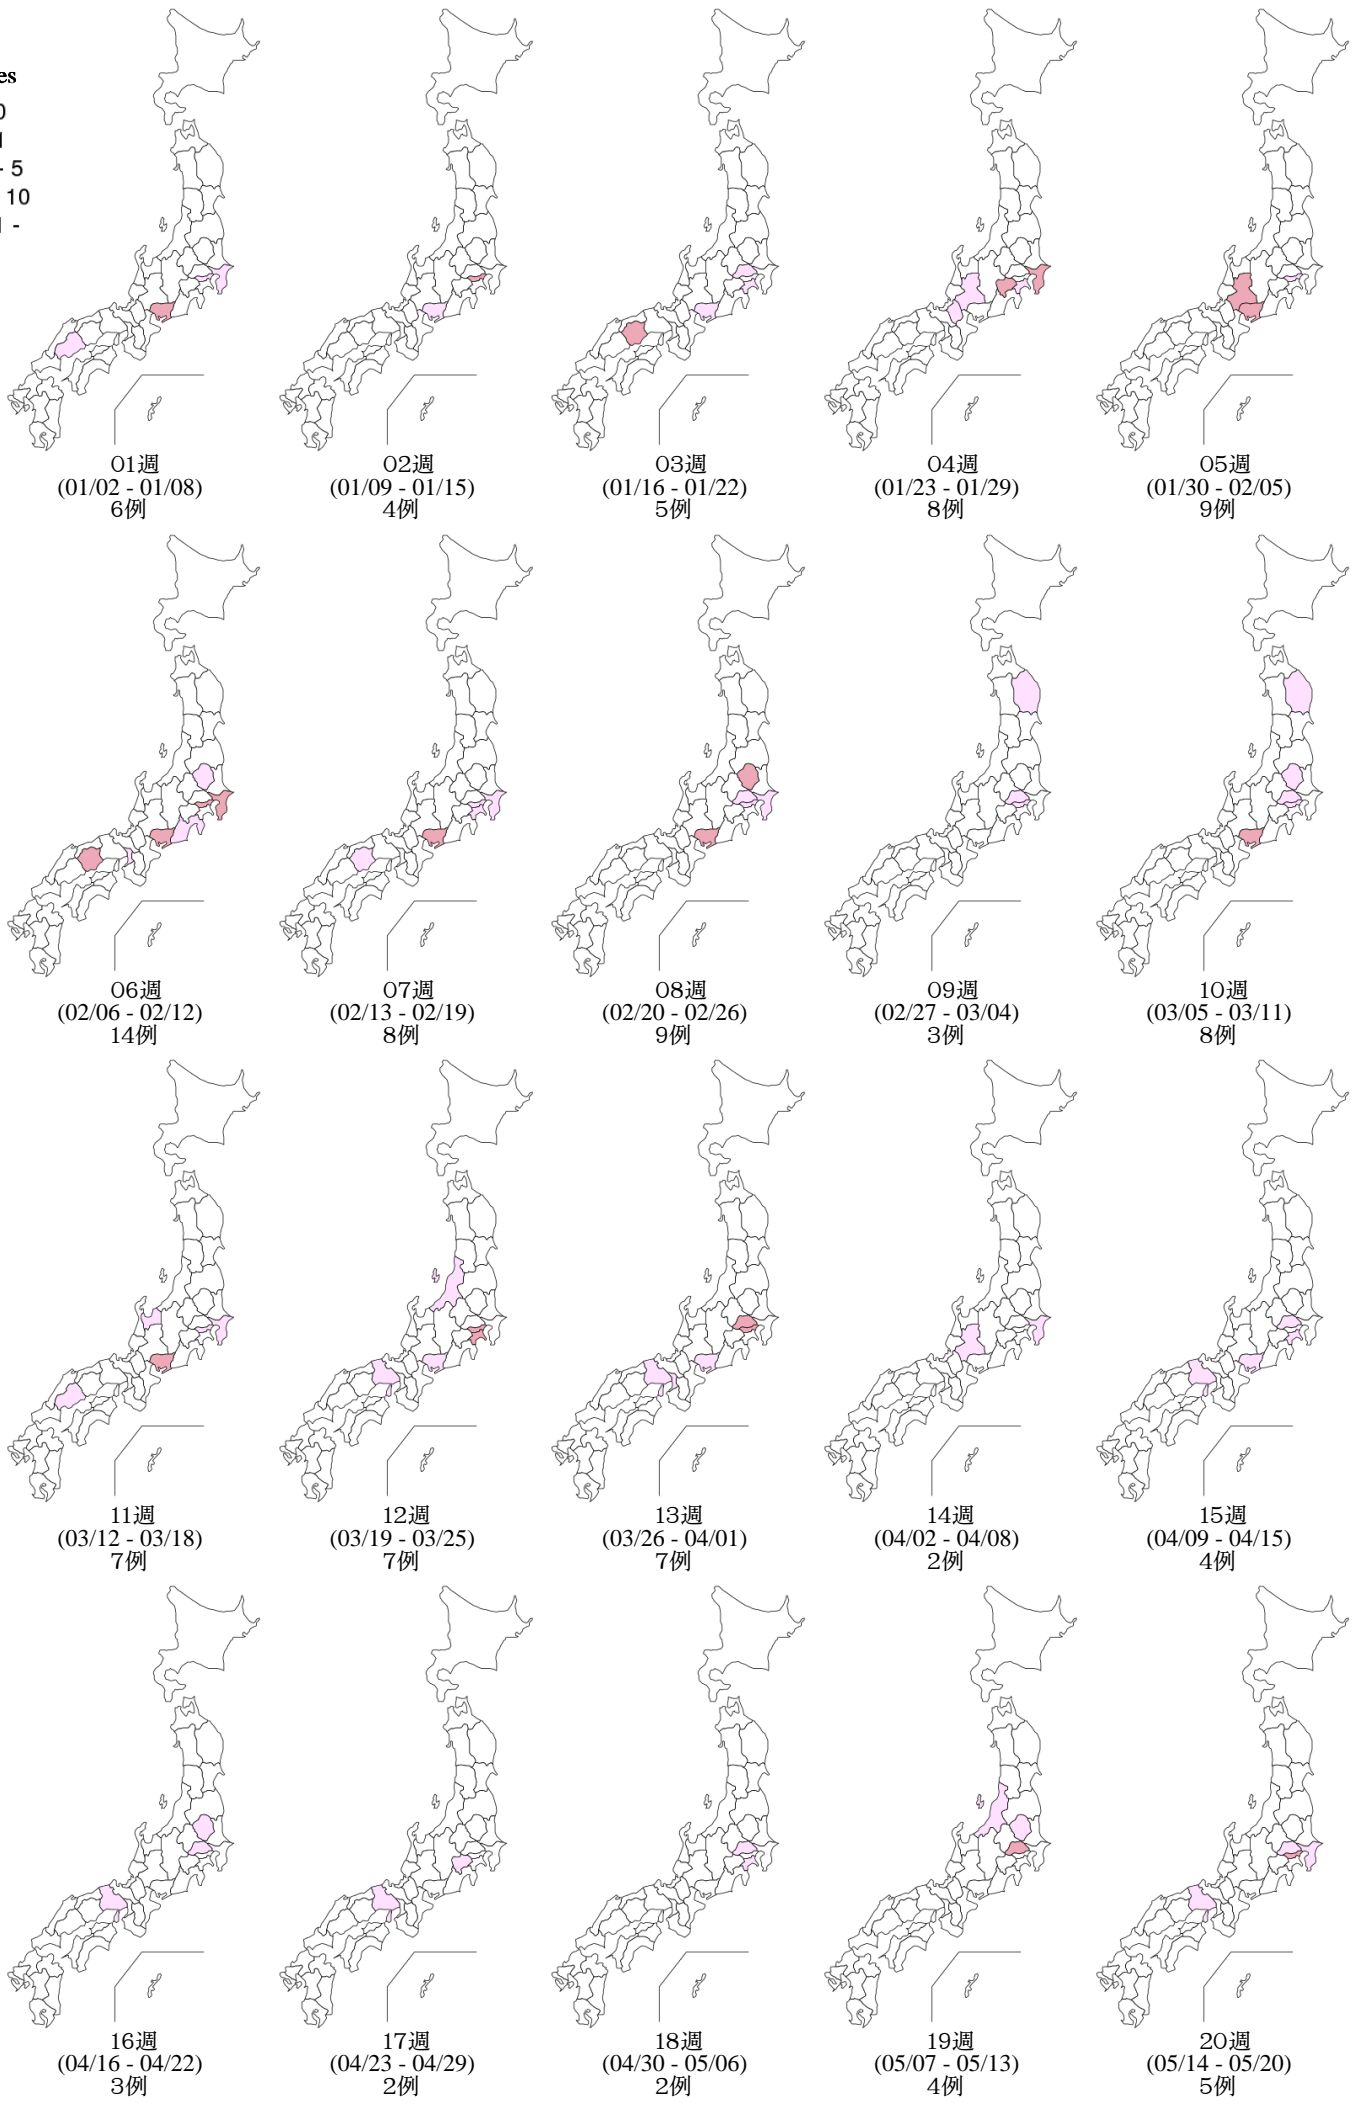 es
0
1
- 5
10
1 -
01週
(01/02 - 01/08)
6例
02週
(01/09 - 01/15)
4例
03週
(01/16 - 01/22)
5例
04週
(01/23 - 01/29)
8例
05週
(01/30 - 02/05)
9例
06週
(02/06 - 02/12)
14例
07週
(02/13 - 02/19)
8例
08週
(02/20 - 02/26)
9例
09週
(02/27 - 03/04)
3例
10週
(03/05 - 03/11)
8例
11週
(03/12 - 03/18)
7例
12週
(03/19 - 03/25)
7例
13週
(03/26 - 04/01)
7例
14週
(04/02 - 04/08)
2例
15週
(04/09 - 04/15)
4例
16週
(04/16 - 04/22)
3例
17週
(04/23 - 04/29)
2例
18週
(04/30 - 05/06)
2例
19週
(05/07 - 05/13)
4例
20週
(05/14 - 05/20)
5例